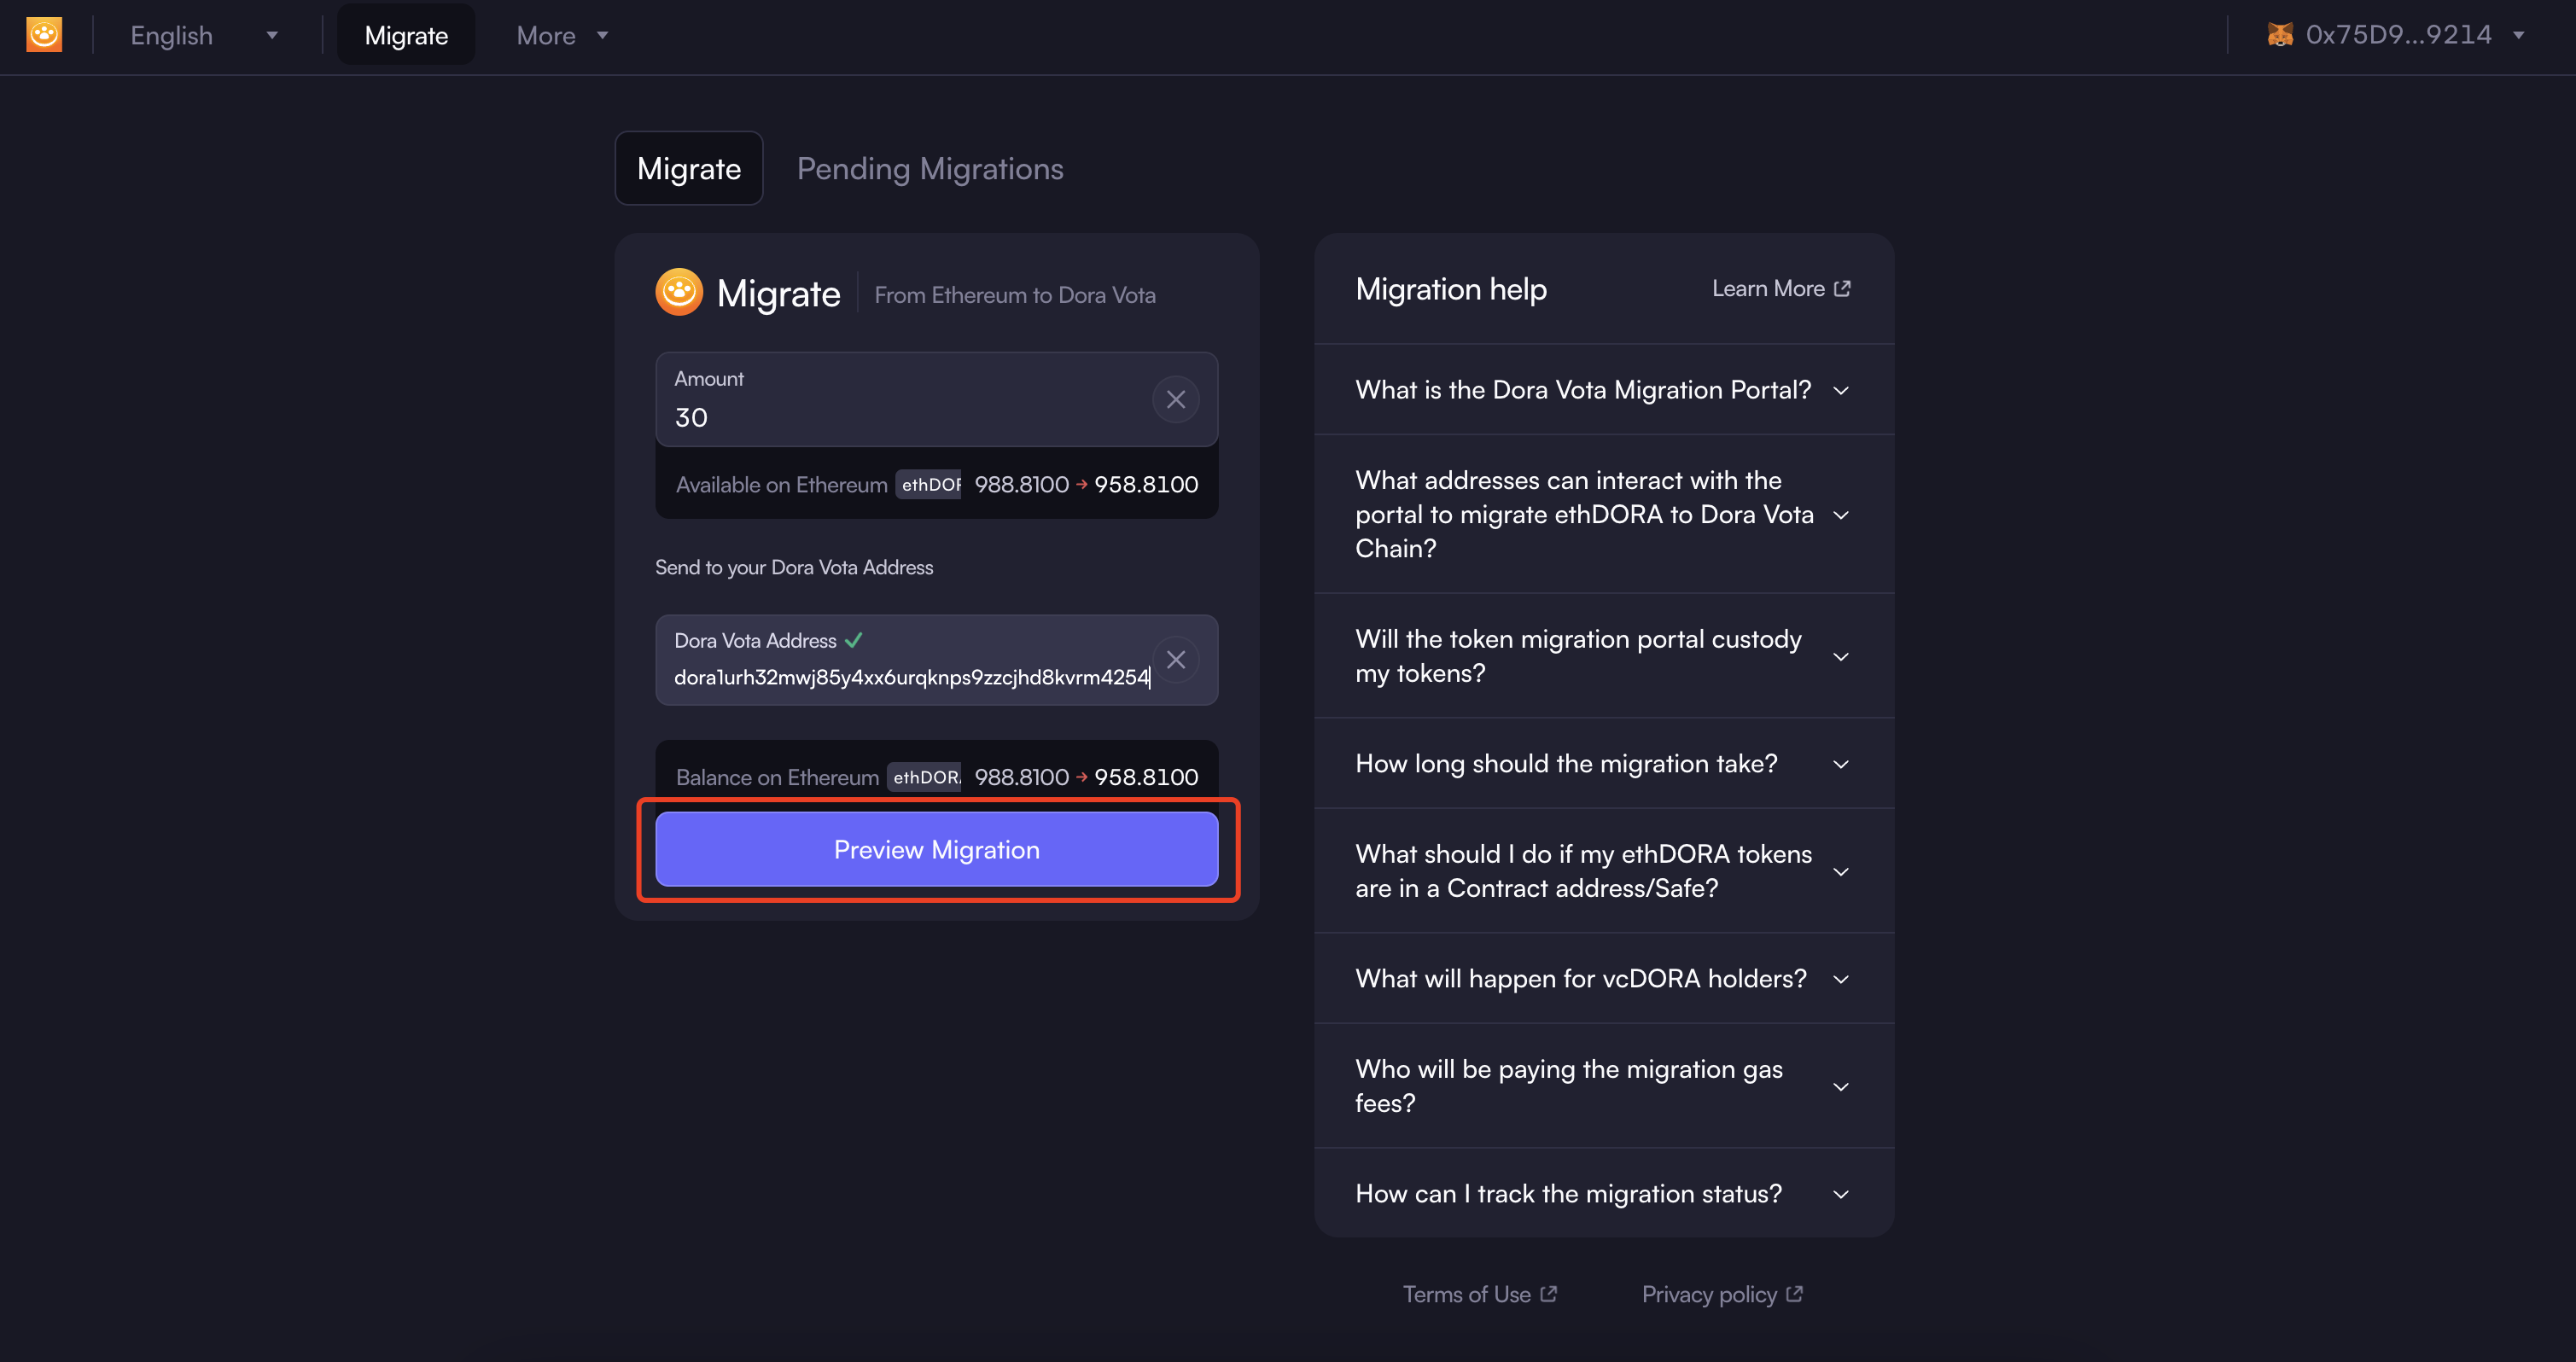 English
Migrate
More
0x75D9...9214
Migrate
Pending Migrations
Migrate
From Ethereum to Dora Vota
Amount
30
Available on Ethereum ethDOR 988.8100 → 958.8100
Send to your Dora Vota Address
Dora Vota Address
dora1urh32mwj85y4xx6urqknps9zzcjhd8kvrm4254
Balance on Ethereum ethDOR 988.8100 → 958.8100
Preview Migration
Migration help
Learn More
What is the Dora Vota Migration Portal?
What addresses can interact with the
portal to migrate ethDORA to Dora Vota
Chain?
Will the token migration portal custody
my tokens?
How long should the migration take?
What should I do if my ethDORA tokens
are in a Contract address/Safe?
What will happen for vcDORA holders?
Who will be paying the migration gas
fees?
How can I track the migration status?
Terms of Use
Privacy policy